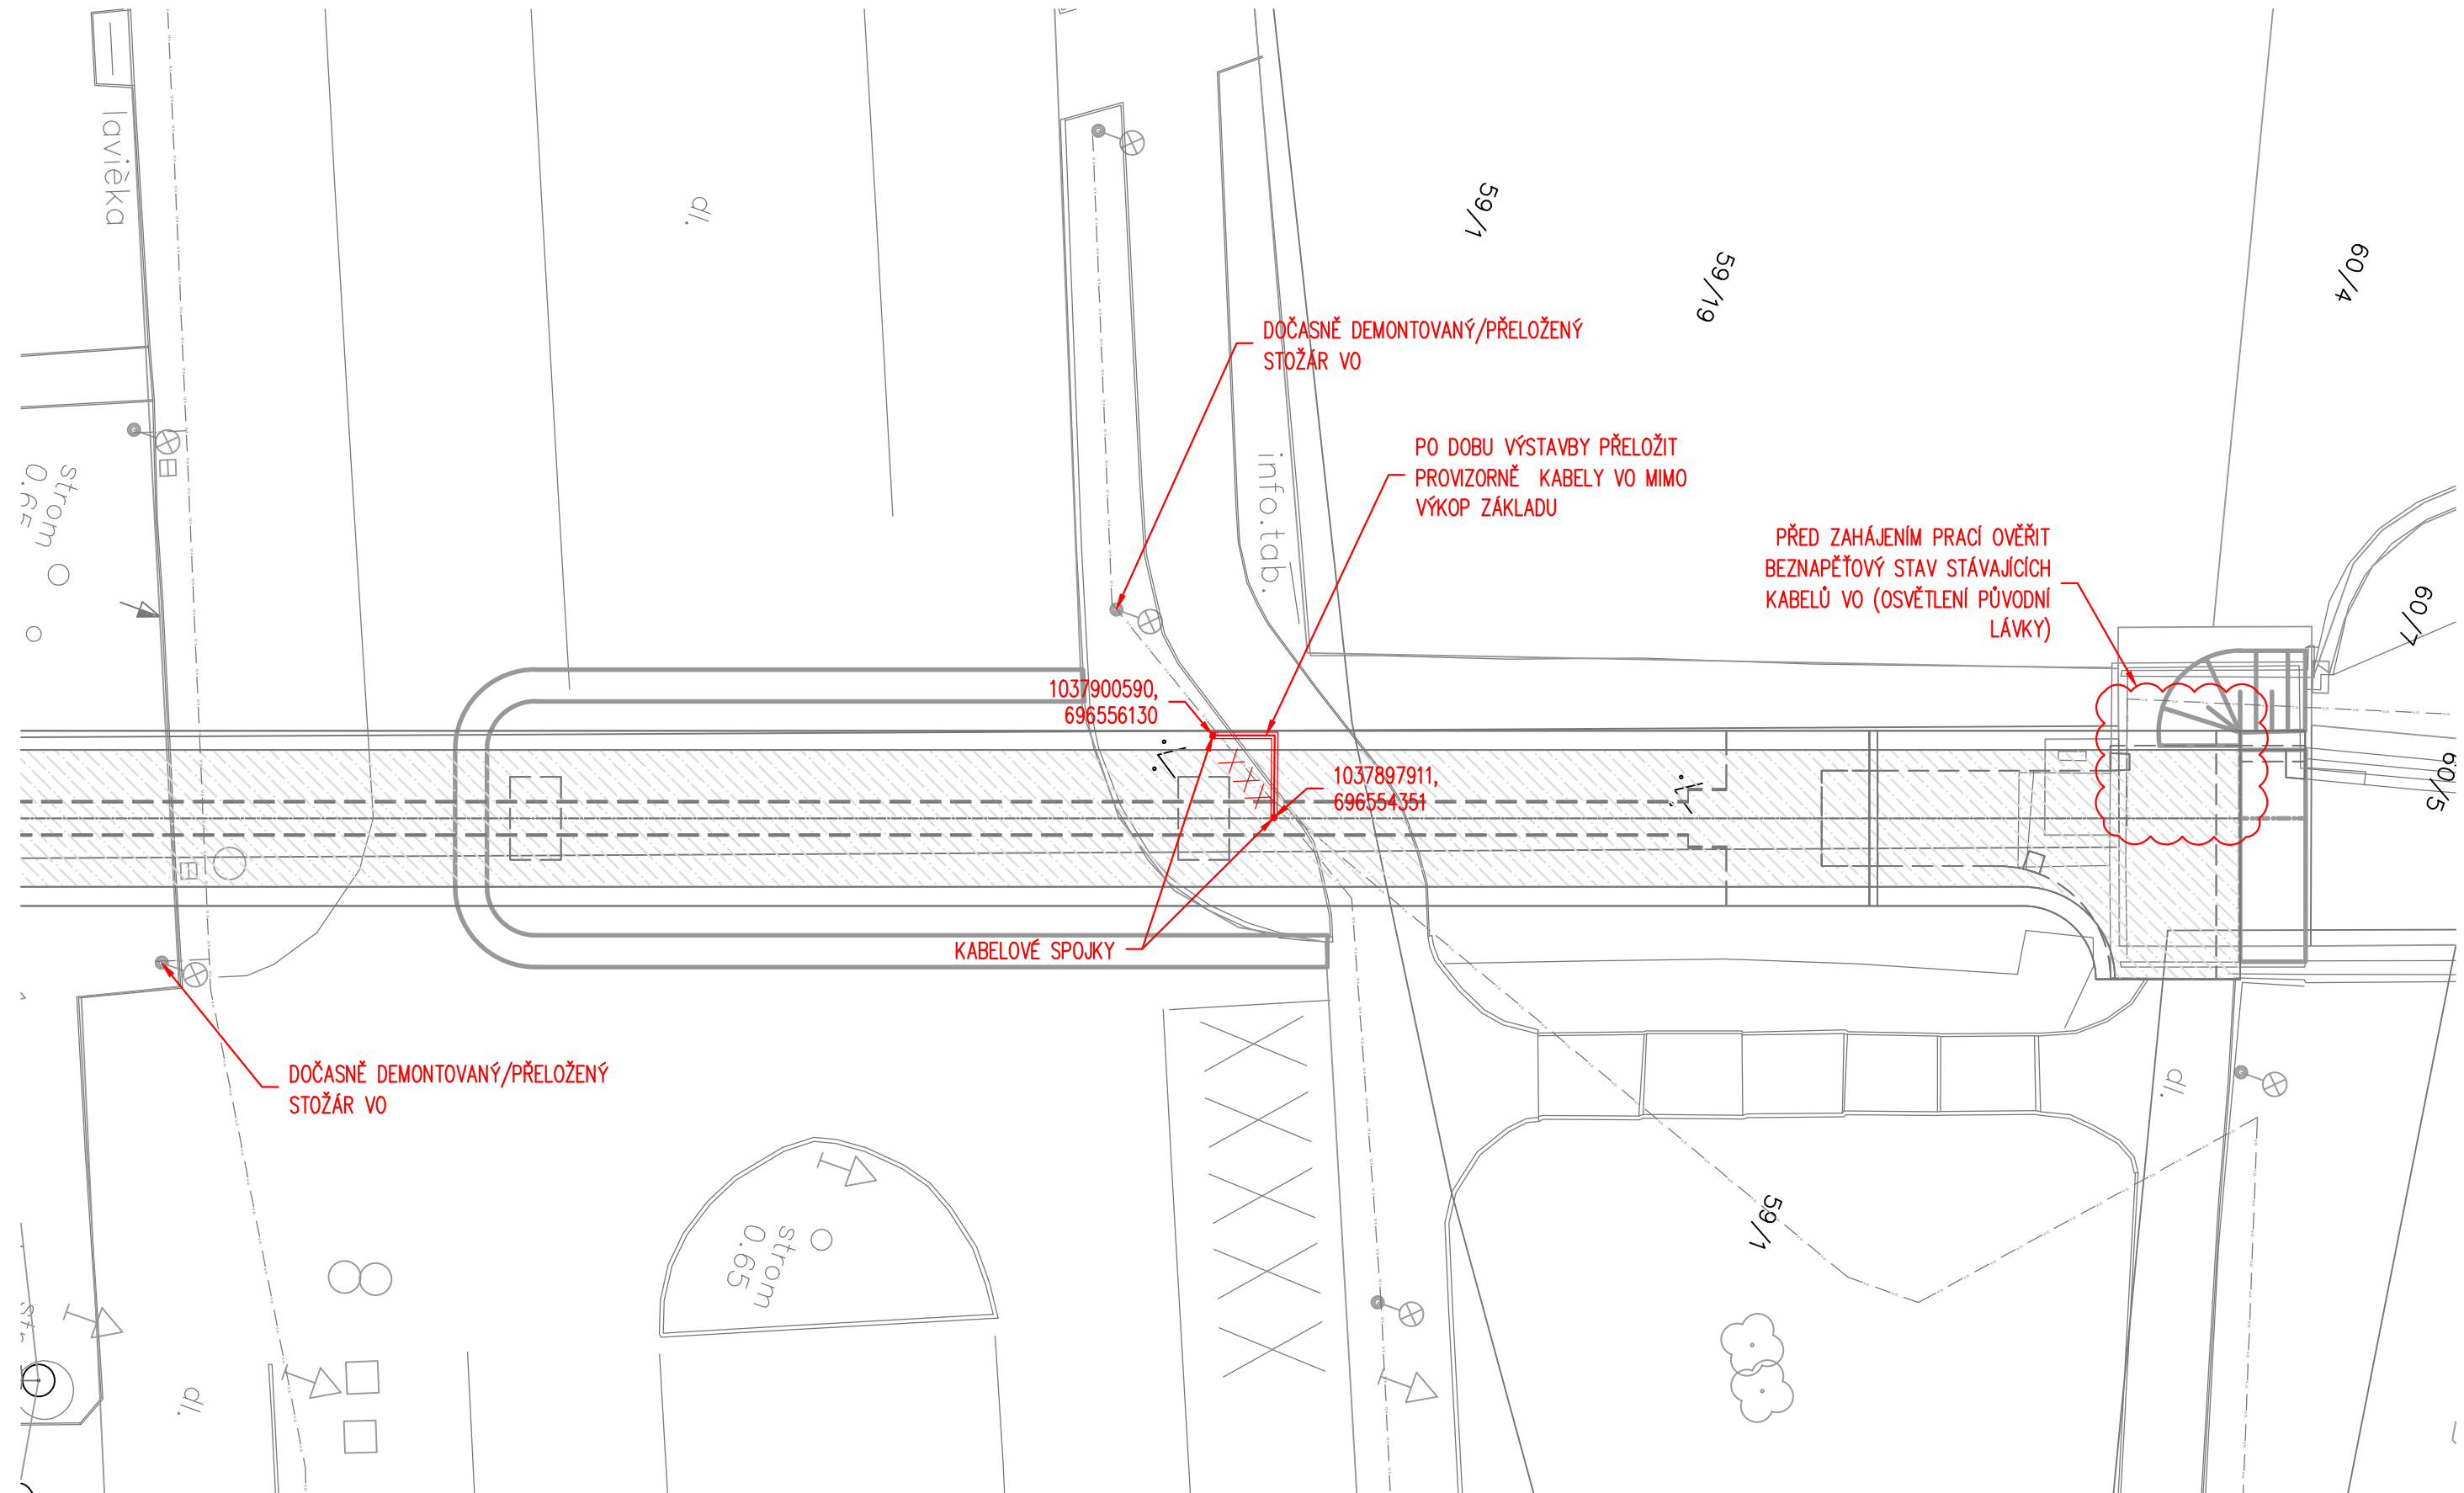 lavička
dl.
59/1
59/19
60/4
DOČASNĚ DEMONTOVANÝ/PŘELOŽENÝ
STOŽÁR VO
PO DOBU VÝSTAVBY PŘELOŽIT
PROVIZORNĚ KABELY VO MIMO
VÝKOP ZÁKLADU
info.tab.
strom
PŘED ZAHÁJENÍM PRACÍ OVĚŘIT
BEZNAPĚŤOVÝ STAV STÁVAJÍCÍCH
KABELŮ VO (OSVĚTLENÍ PŮVODNÍ
LÁVKY)
60/7
1037900590,
696556130
1037897911,
696554351
60/5
KABELOVÉ SPOJKY
DOČASNĚ DEMONTOVANÝ/PŘELOŽENÝ
STOŽÁR VO
dl.
59/1
strom
0.65
dl.